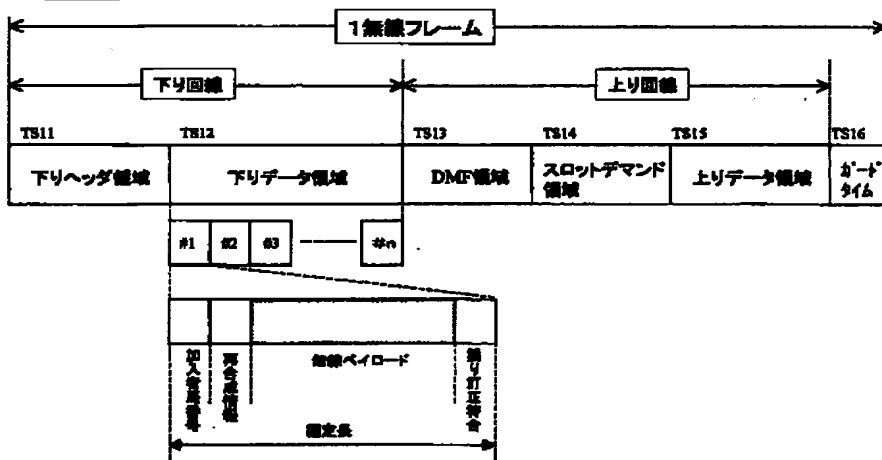 1無線フレーム
下り回線
上り回線
TS11
TS12
TS13
TS14
TS15
TS16
下りヘッダ領域
下りデータ領域
DMF領域
スロットデマンド
領域
上りデータ領域
ガード
タイム
#1
#2
#3
#n
加入者局番号
再合成情報
無線ペイロード
誤り訂正符合
固定長